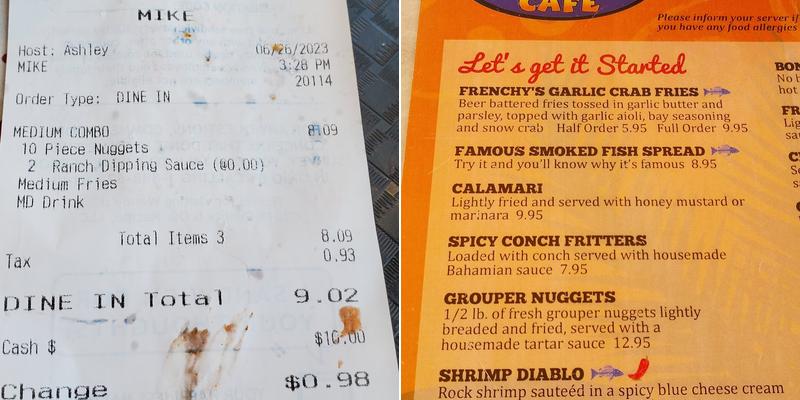 MIKE
Host: Ashley 06/26/2023
MIKE 3:28 PM
20114
Order Type: DINE IN
MEDIUM COMBO 8.09
10 Piece Nuggets
2 Ranch Dipping Sauce (@0.00)
Medium Fries
MD Drink
Total Items 3 8.09
Tax 0.93
DINE IN Total 9.02
Cash $ $10.00
Change $0.98
CAFE
Please inform your server if
you have any food allergies
Let's get it Started
FRENCHY'S GARLIC CRAB FRIES
Beer battered fries tossed in garlic butter and
parsley, topped with garlic aioli, bay seasoning
and snow crab Half Order 5.95 Full Order 9.95
FAMOUS SMOKED FISH SPREAD
Try it and you'll know why it's famous 8.95
CALAMARI
Lightly fried and served with honey mustard or
marinara 9.95
SPICY CONCH FRITTERS
Loaded with conch served with housemade
Bahamian sauce 7.95
GROUPER NUGGETS
1/2 lb. of fresh grouper nuggets lightly
breaded and fried, served with a
housemade tartar sauce 12.95
SHRIMP DIABLO
Rock shrimp sauteéd in a spicy blue cheese cream
BON
No b
hot
FR
Lig